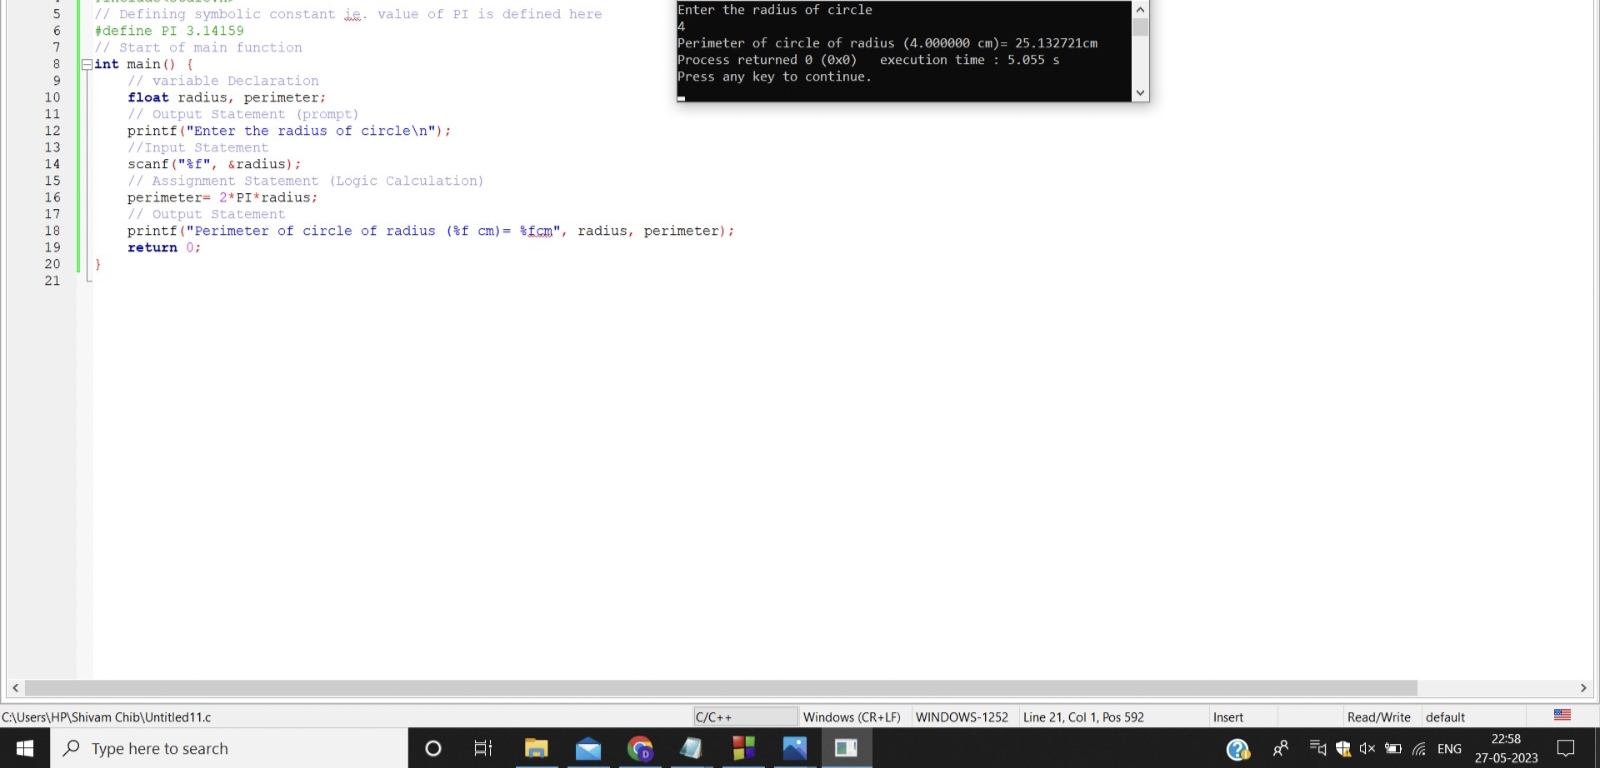 5 // Defining symbolic constant ie. value of PI is defined here
6 #define PI 3.14159
7 // Start of main function
8 int main() {
9 // variable Declaration
10 float radius, perimeter;
11 // Output Statement (prompt)
12 printf("Enter the radius of circle\n");
13 //Input Statement
14 scanf("%f", &radius);
15 // Assignment Statement (Logic Calculation)
16 perimeter= 2*PI*radius;
17 // Output Statement
18 printf("Perimeter of circle of radius (%f cm)= %fcm", radius, perimeter);
19 return 0;
20 }
21
Enter the radius of circle
4
Perimeter of circle of radius (4.000000 cm)= 25.132721cm
Process returned 0 (0x0) execution time : 5.055 s
Press any key to continue.
C:\Users\HP\Shivam Chib\Untitled11.c C/C++ Windows (CR+LF) WINDOWS-1252 Line 21, Col 1, Pos 592 Insert Read/Write default
Type here to search ENG 22:58
27-05-2023